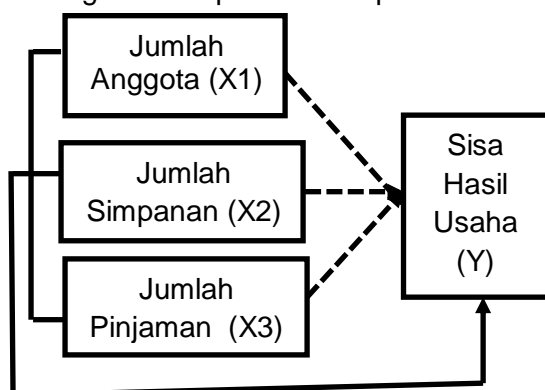 Jumlah
Anggota (X1)
Jumlah
Simpanan (X2)
Jumlah
Pinjaman (X3)
Sisa
Hasil
Usaha
(Y)